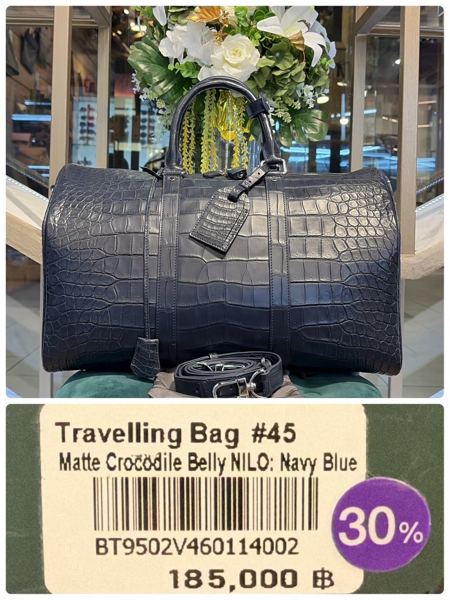 Travelling Bag #45
Matte Crocodile Belly NILO: Navy Blue
BT9502V460114002
185,000 ฿
30%